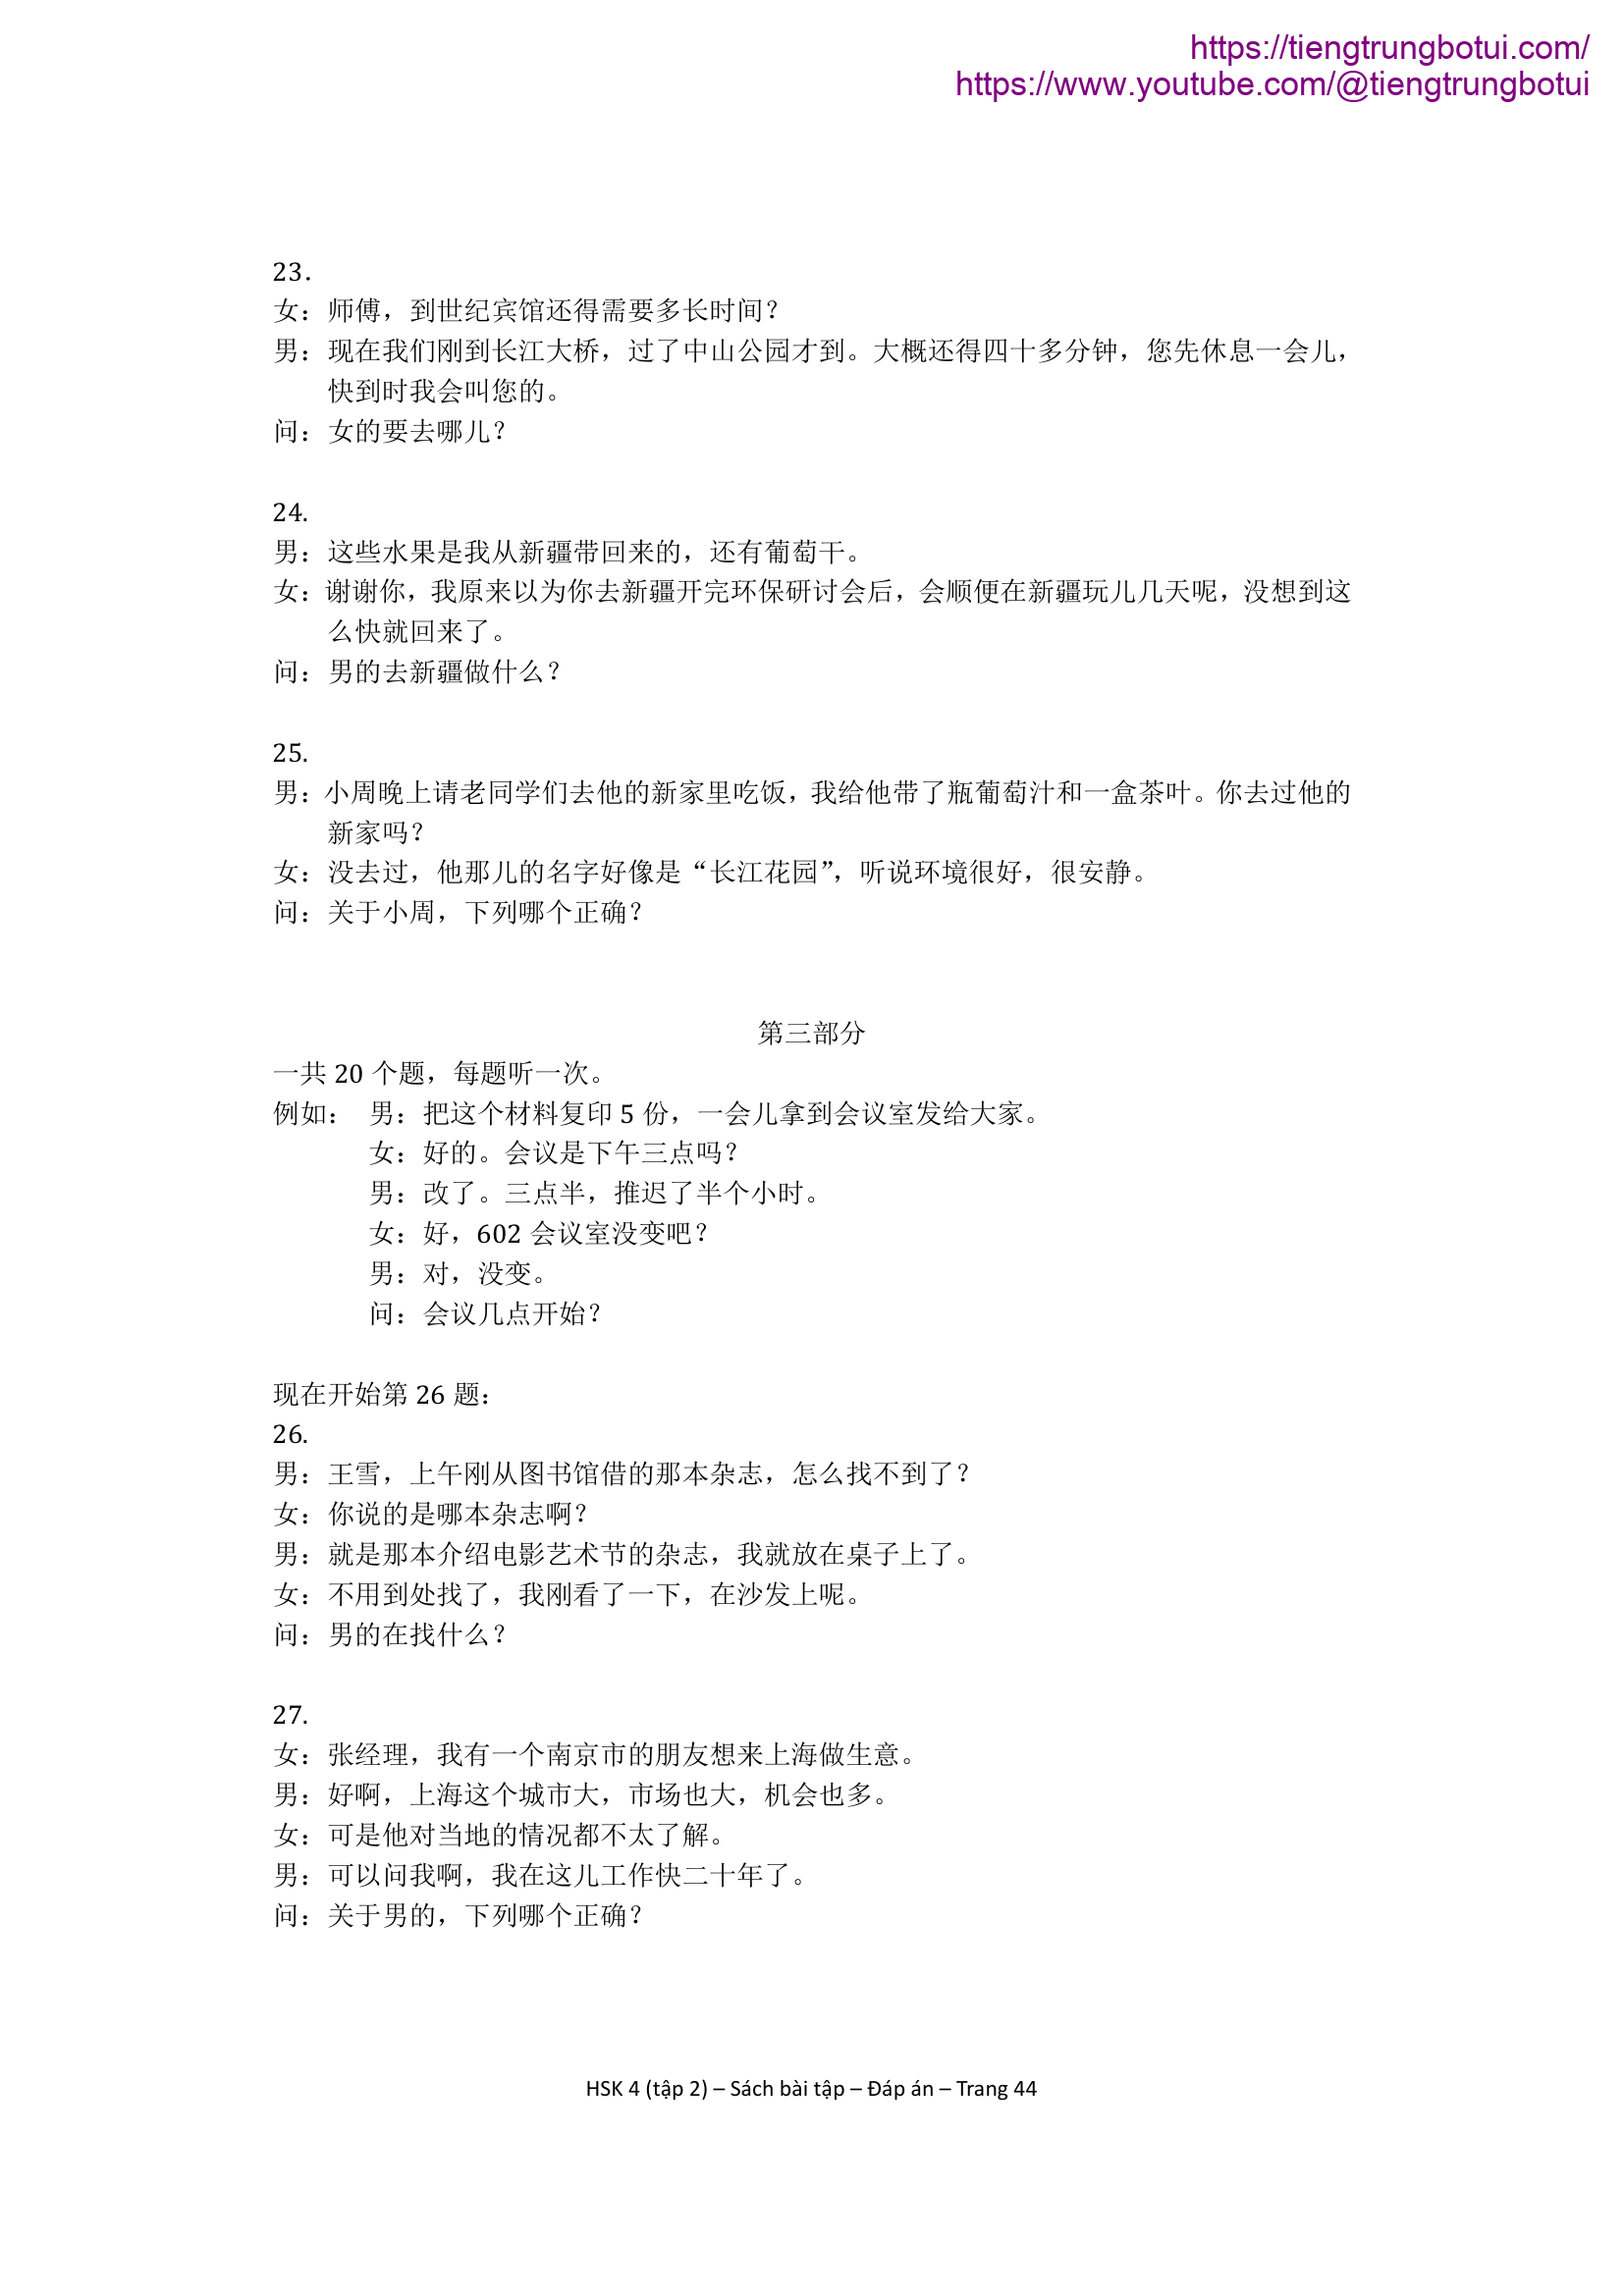 https://tiengtrungbotui.com/
https://www.youtube.com/@tiengtrungbotui
23.
女：师傅，到世纪宾馆还得需要多长时间？
男：现在我们刚到长江大桥，过了中山公园才到。大概还得四十多分钟，您先休息一会儿，
快到时我会叫您的。
问：女的要去哪儿？
24.
男：这些水果是我从新疆带回来的，还有葡萄干。
女：谢谢你，我原来以为你去新疆开完环保研讨会后，会顺便在新疆玩儿几天呢，没想到这
么快就回来了。
问：男的去新疆做什么？
25.
男：小周晚上请老同学们去他的新家里吃饭，我给他带了瓶葡萄汁和一盒茶叶。你去过他的
新家吗？
女：没去过，他那儿的名字好像是“长江花园”，听说环境很好，很安静。
问：关于小周，下列哪个正确？
第三部分
一共 20 个题，每题听一次。
例如： 男：把这个材料复印 5 份，一会儿拿到会议室发给大家。
女：好的。会议是下午三点吗？
男：改了。三点半，推迟了半个小时。
女：好，602 会议室没变吧？
男：对，没变。
问：会议几点开始？
现在开始第 26 题：
26.
男：王雪，上午刚从图书馆借的那本杂志，怎么找不到了？
女：你说的是哪本杂志啊？
男：就是那本介绍电影艺术节的杂志，我就放在桌子上了。
女：不用到处找了，我刚看了一下，在沙发上呢。
问：男的在找什么？
27.
女：张经理，我有一个南京市的朋友想来上海做生意。
男：好啊，上海这个城市大，市场也大，机会也多。
女：可是他对当地的情况都不太了解。
男：可以问我啊，我在这儿工作快二十年了。
问：关于男的，下列哪个正确？
HSK 4 (tập 2) – Sách bài tập – Đáp án – Trang 44